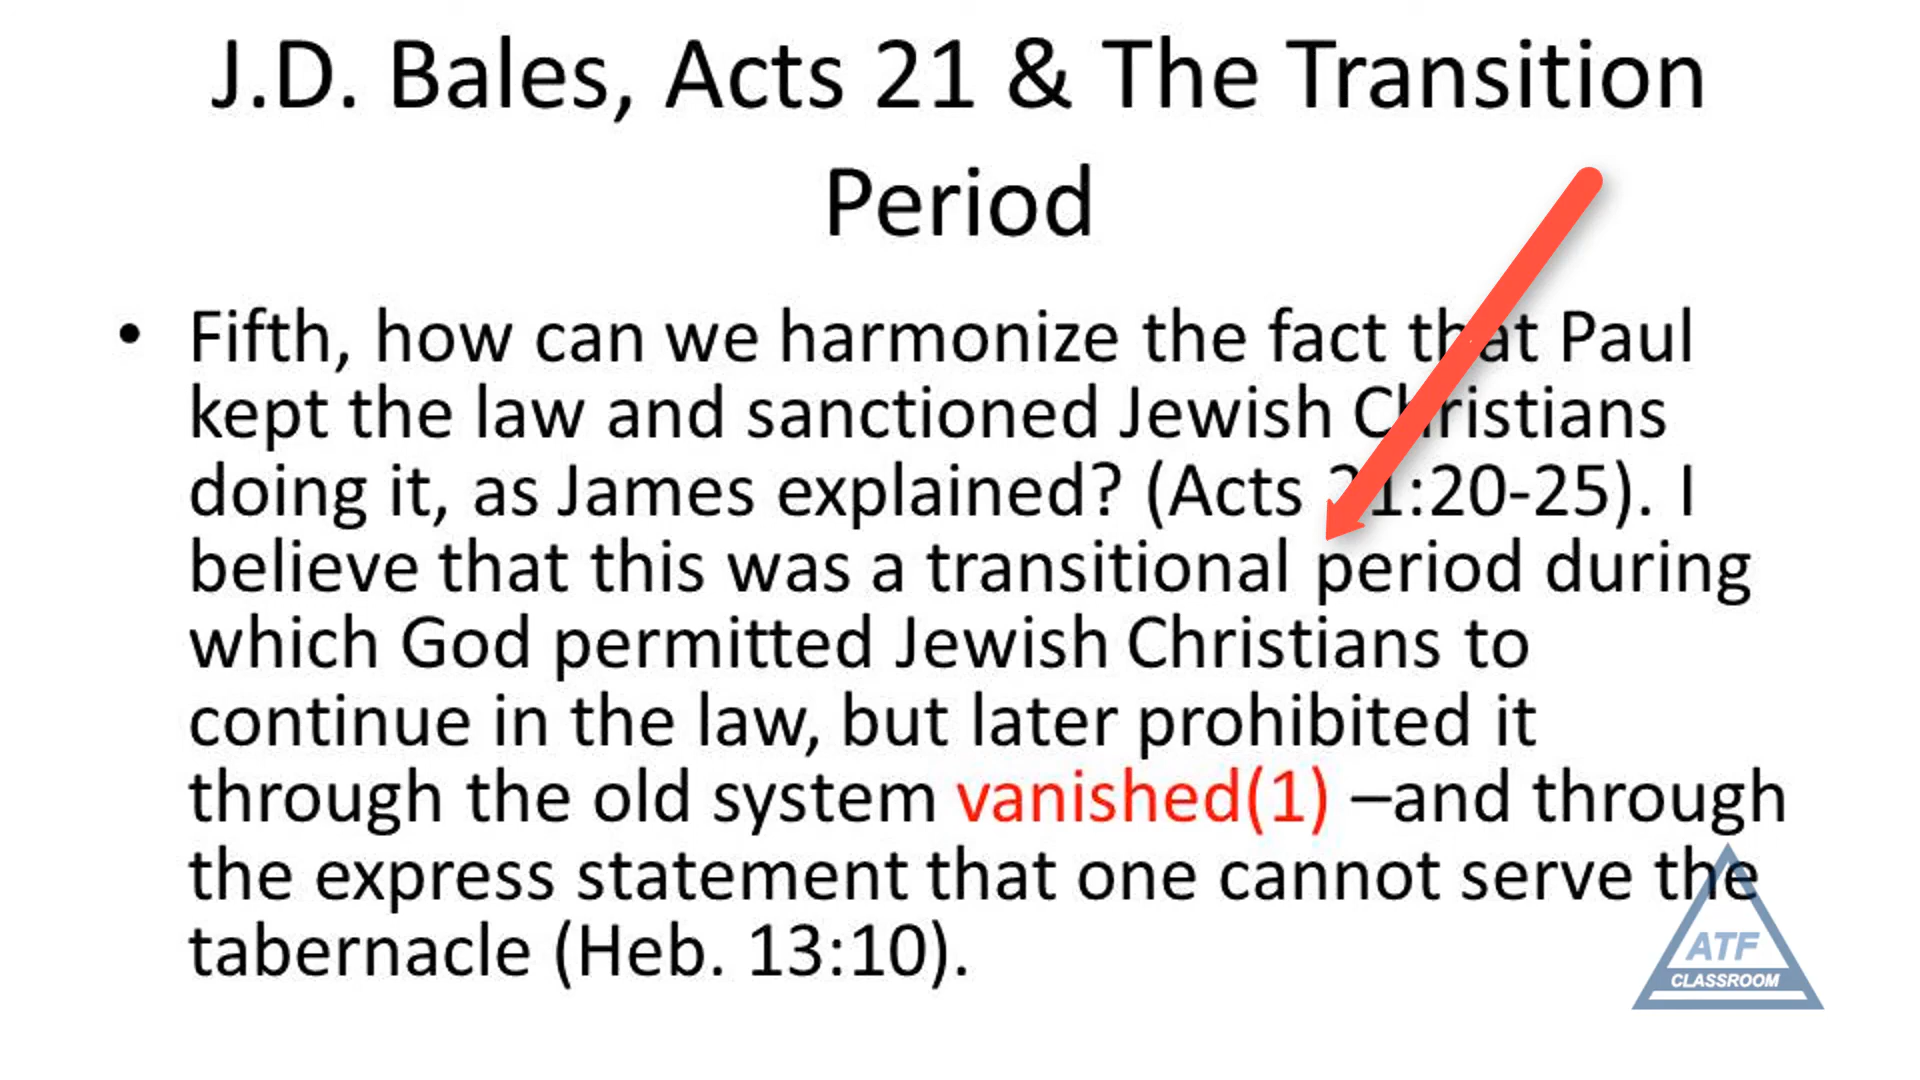 J.D. Bales, Acts 21 & The Transition
Period
• Fifth, how can we harmonize the fact that Paul
kept the law and sanctioned Jewish Christians
doing it, as James explained? (Acts 21:20-25). I
believe that this was a transitional period during
which God permitted Jewish Christians to
continue in the law, but later prohibited it
through the old system vanished(1) –and through
the express statement that one cannot serve the
tabernacle (Heb. 13:10).
ATF
CLASSROOM